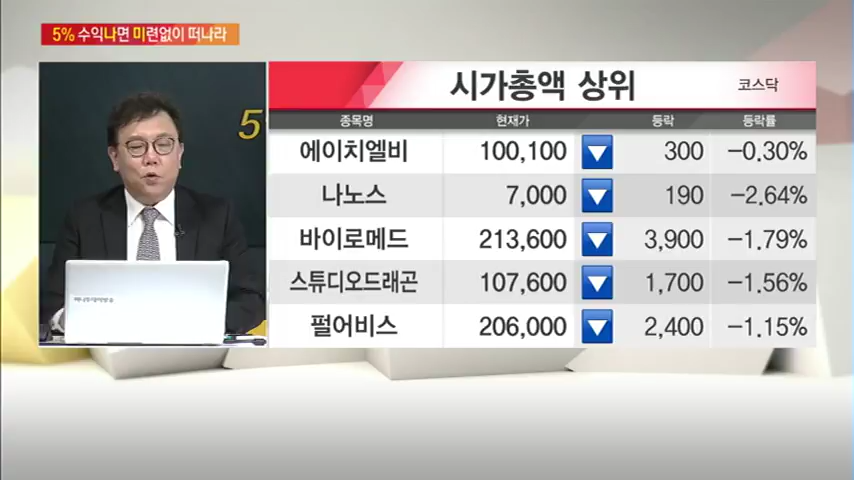 5% 수익나면 미련없이 떠나라
5
시가총액 상위
코스닥
종목명 현재가 등락 등락률
에이치엘비 100,100 ▼ 300 -0.30%
나노스 7,000 ▼ 190 -2.64%
바이로메드 213,600 ▼ 3,900 -1.79%
스튜디오드래곤 107,600 ▼ 1,700 -1.56%
펄어비스 206,000 ▼ 2,400 -1.15%